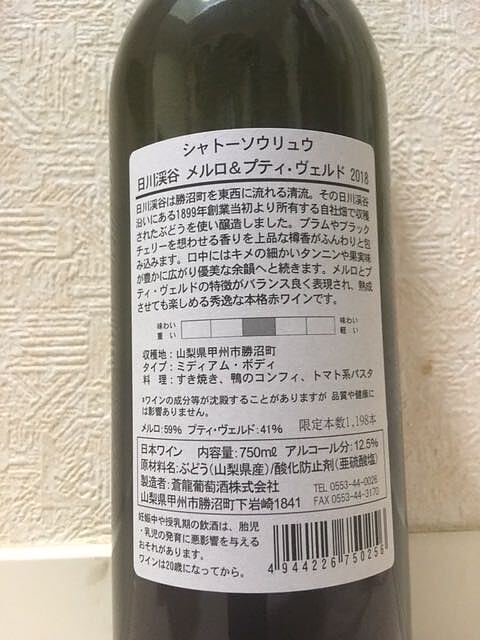 シャトーソウリュウ
日川渓谷 メルロ&プティ・ヴェルド 2018
日川渓谷は勝沼町を東西に流れる清流。その日川渓谷
沿いにある1899年創業当初より所有する自社畑で収穫
されたぶどうを使い醸造しました。プラムやブラック
チェリーを想わせる香りを上品な樽香がふんわりと包
み込みます。口中にはキメの細かいタンニンや果実味
が豊かに広がり優美な余韻へと続きます。メルロとプ
ティ・ヴェルドの特徴がバランス良く表現され、熟成
させても楽しめる秀逸な本格赤ワインです。
味わい 重い 味わい 軽い
収穫地:山梨県甲州市勝沼町
タイプ:ミディアム・ボディ
料 理:すき焼き、鴨のコンフィ、トマト系パスタ
*ワインの成分等が沈殿することがありますが 品質や健康に
は影響ありません。
メルロ:59% プティ・ヴェルド:41% 限定本数1,198本
日本ワイン 内容量:750mℓ アルコール分:12.5%
原材料名:ぶどう(山梨県産)/酸化防止剤(亜硫酸塩)
製造者:蒼龍葡萄酒株式会社 TEL 0553-44-0026
山梨県甲州市勝沼町下岩崎1841 FAX 0553-44-3170
妊娠中や授乳期の飲酒は、胎児
・乳児の発育に悪影響を与える
おそれがあります。
ワインは20歳になってから。
4944226750256